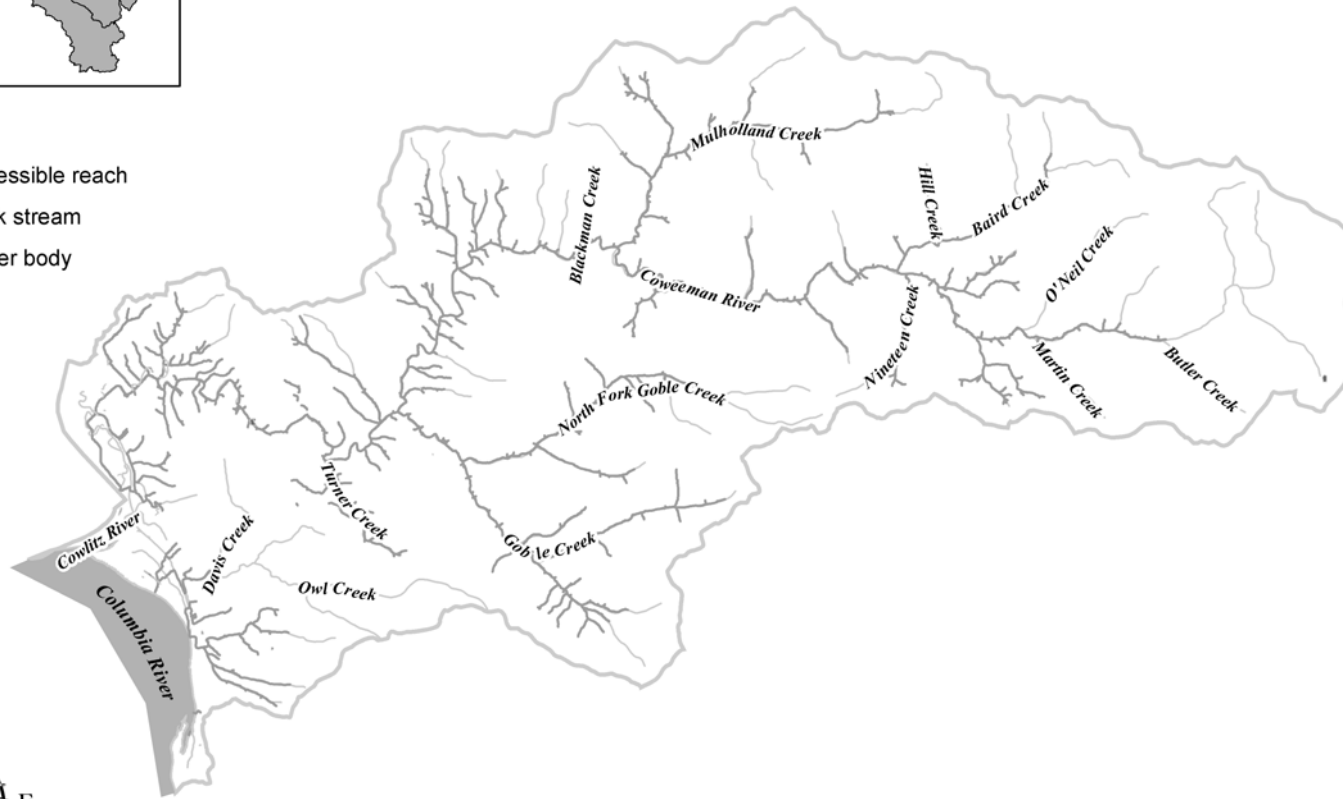 essible reach
k stream
er body
Mulholland Creek
Blackman Creek
Hill Creek
Baird Creek
Coweeman River
O'Neil Creek
Nineteen Creek
Martin Creek
Butler Creek
North Fork Goble Creek
Turner Creek
Goble Creek
Davis Creek
Cowlitz River
Owl Creek
Columbia River
E